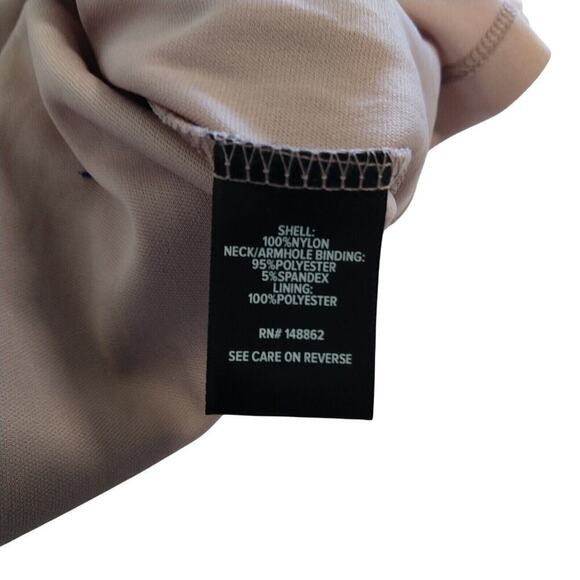 SHELL:
100%NYLON
NECK/ARMHOLE BINDING:
95%POLYESTER
5%SPANDEX
LINING:
100%POLYESTER
RN# 148862
SEE CARE ON REVERSE